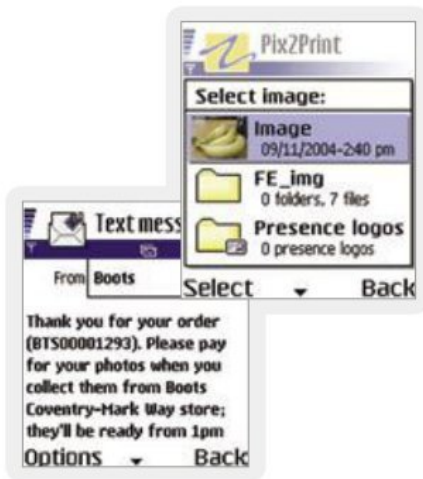 Pix2Print
Select image:
Image
09/11/2004-2:40 pm
FE_img
0 folders, 7 files
Presence logos
0 presence logos
Select
Back
Text mess
From Boots
Thank you for your order
(BTS00001293). Please pay
for your photos when you
collect them from Boots
Coventry-Mark Way store;
they'll be ready from 1pm
Options
Back